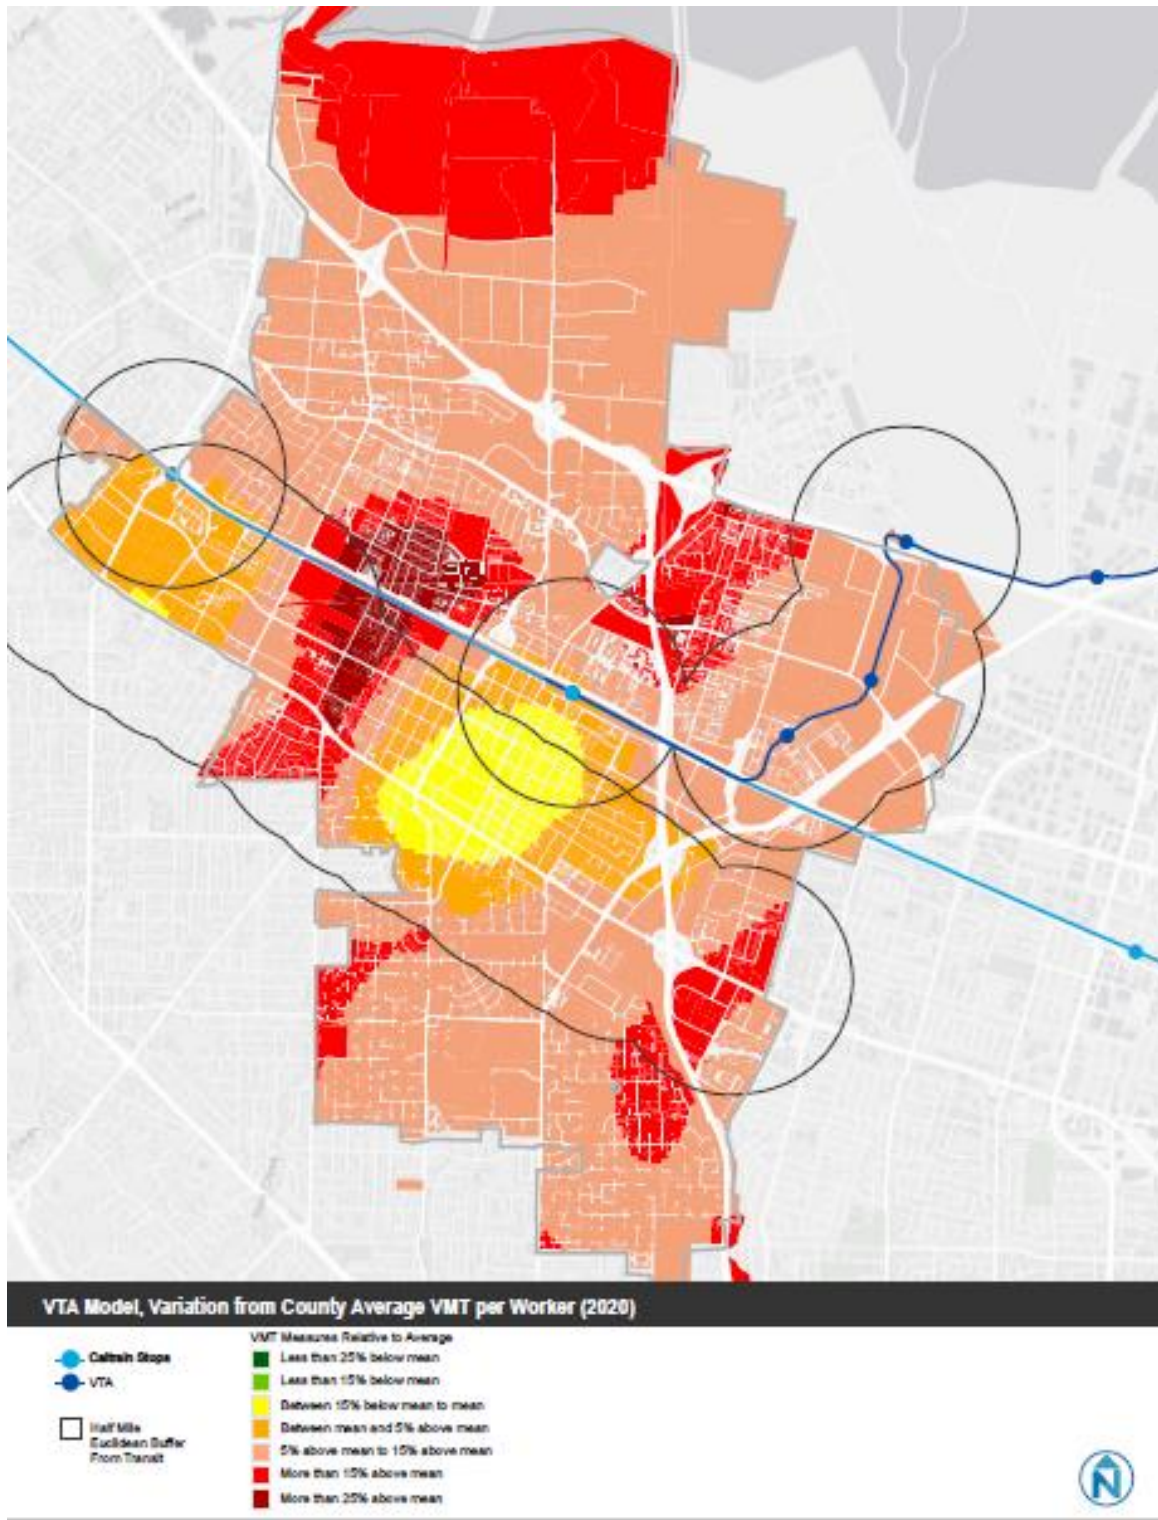 VTA Model, Variation from County Average VMT per Worker (2020)
Caltrain Stops
VTA
Half Mile
Euclidean Buffer
From Transit
VMT Measures Relative to Average
Less than 25% below mean
Less than 15% below mean
Between 15% below mean to mean
Between mean and 5% above mean
5% above mean to 15% above mean
More than 15% above mean
More than 25% above mean
N